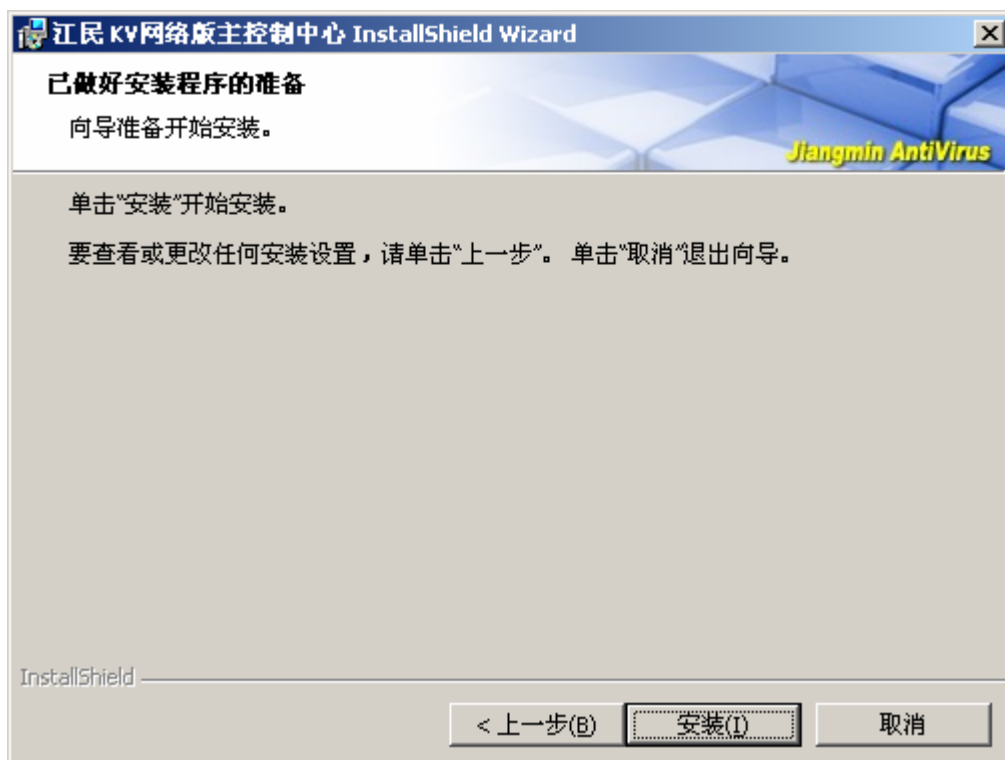 江民 KV网络版主控制中心 InstallShield Wizard
已做好安装程序的准备
向导准备开始安装。
Jiangmin AntiVirus
单击“安装”开始安装。
要查看或更改任何安装设置，请单击“上一步”。 单击“取消”退出向导。
InstallShield
< 上一步(B)
安装(I)
取消